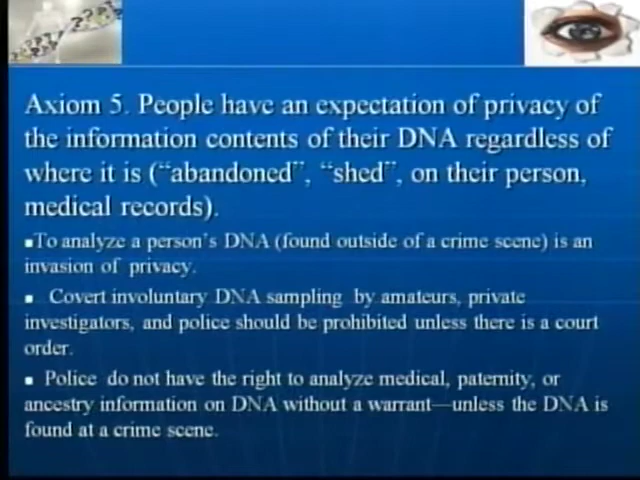 Axiom 5. People have an expectation of privacy of
the information contents of their DNA regardless of
where it is (“abandoned”, “shed”, on their person,
medical records).
▪To analyze a person’s DNA (found outside of a crime scene) is an
invasion of privacy.
▪ Covert involuntary DNA sampling by amateurs, private
investigators, and police should be prohibited unless there is a court
order.
▪ Police do not have the right to analyze medical, paternity, or
ancestry information on DNA without a warrant—unless the DNA is
found at a crime scene.